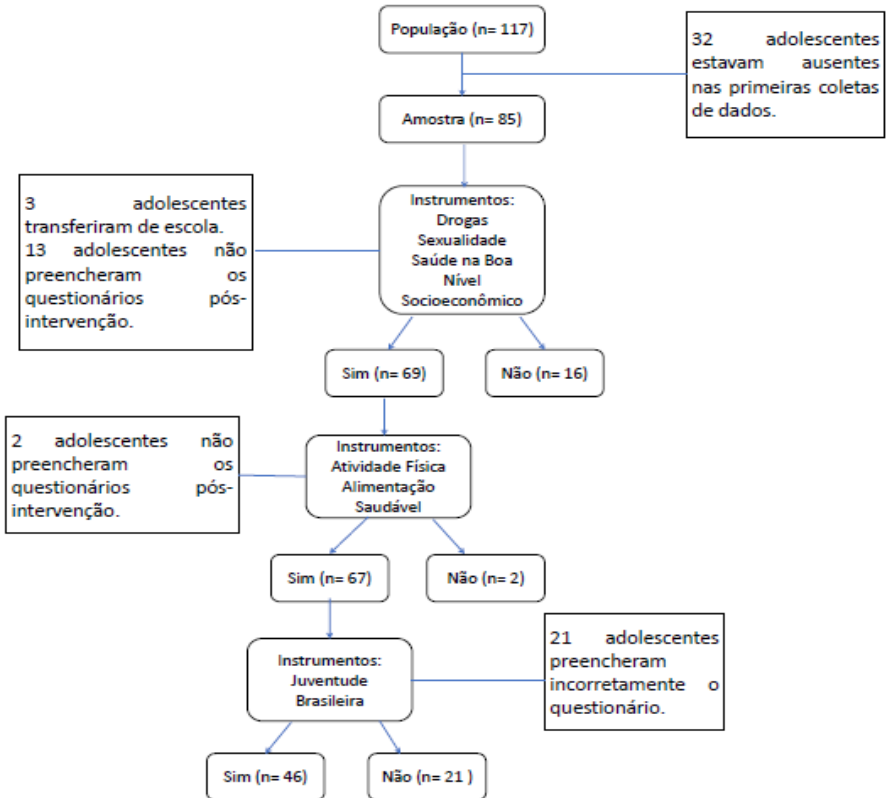 População (n= 117)
32 adolescentes
estavam ausentes
nas primeiras coletas
de dados.
Amostra (n= 85)
Instrumentos:
Drogas
Sexualidade
Saúde na Boa
Nível
Socioeconômico
3 adolescentes
transferiram de escola.
13 adolescentes não
preencheram os
questionários pós-
intervenção.
Sim (n= 69)
Não (n= 16)
2 adolescentes não
preencheram os
questionários pós-
intervenção.
Instrumentos:
Atividade Física
Alimentação
Saudável
Sim (n= 67)
Não (n= 2)
Instrumentos:
Juventude
Brasileira
21 adolescentes
preencheram
incorretamente o
questionário.
Sim (n= 46)
Não (n= 21 )